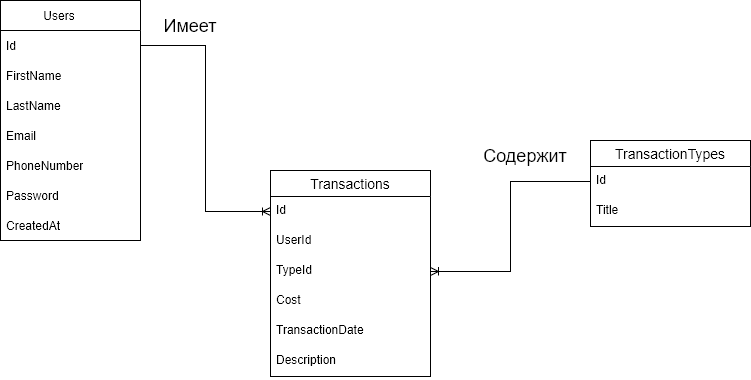 Users
Id
FirstName
LastName
Email
PhoneNumber
Password
CreatedAt
Имеет
Transactions
Id
UserId
TypeId
Cost
TransactionDate
Description
Содержит
TransactionTypes
Id
Title